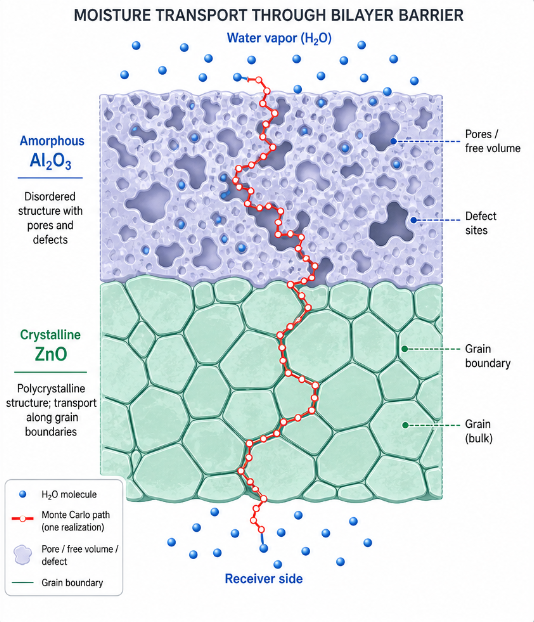 MOISTURE TRANSPORT THROUGH BILAYER BARRIER
Water vapor (H₂O)
Amorphous
Al₂O₃
Disordered
structure with
pores and
defects
Pores /
free volume
Defect
sites
Crystalline
ZnO
Polycrystalline
structure; transport
along grain
boundaries
Grain
boundary
Grain
(bulk)
H₂O molecule
Monte Carlo path
(one realization)
Pore / free volume /
defect
Grain boundary
Receiver side